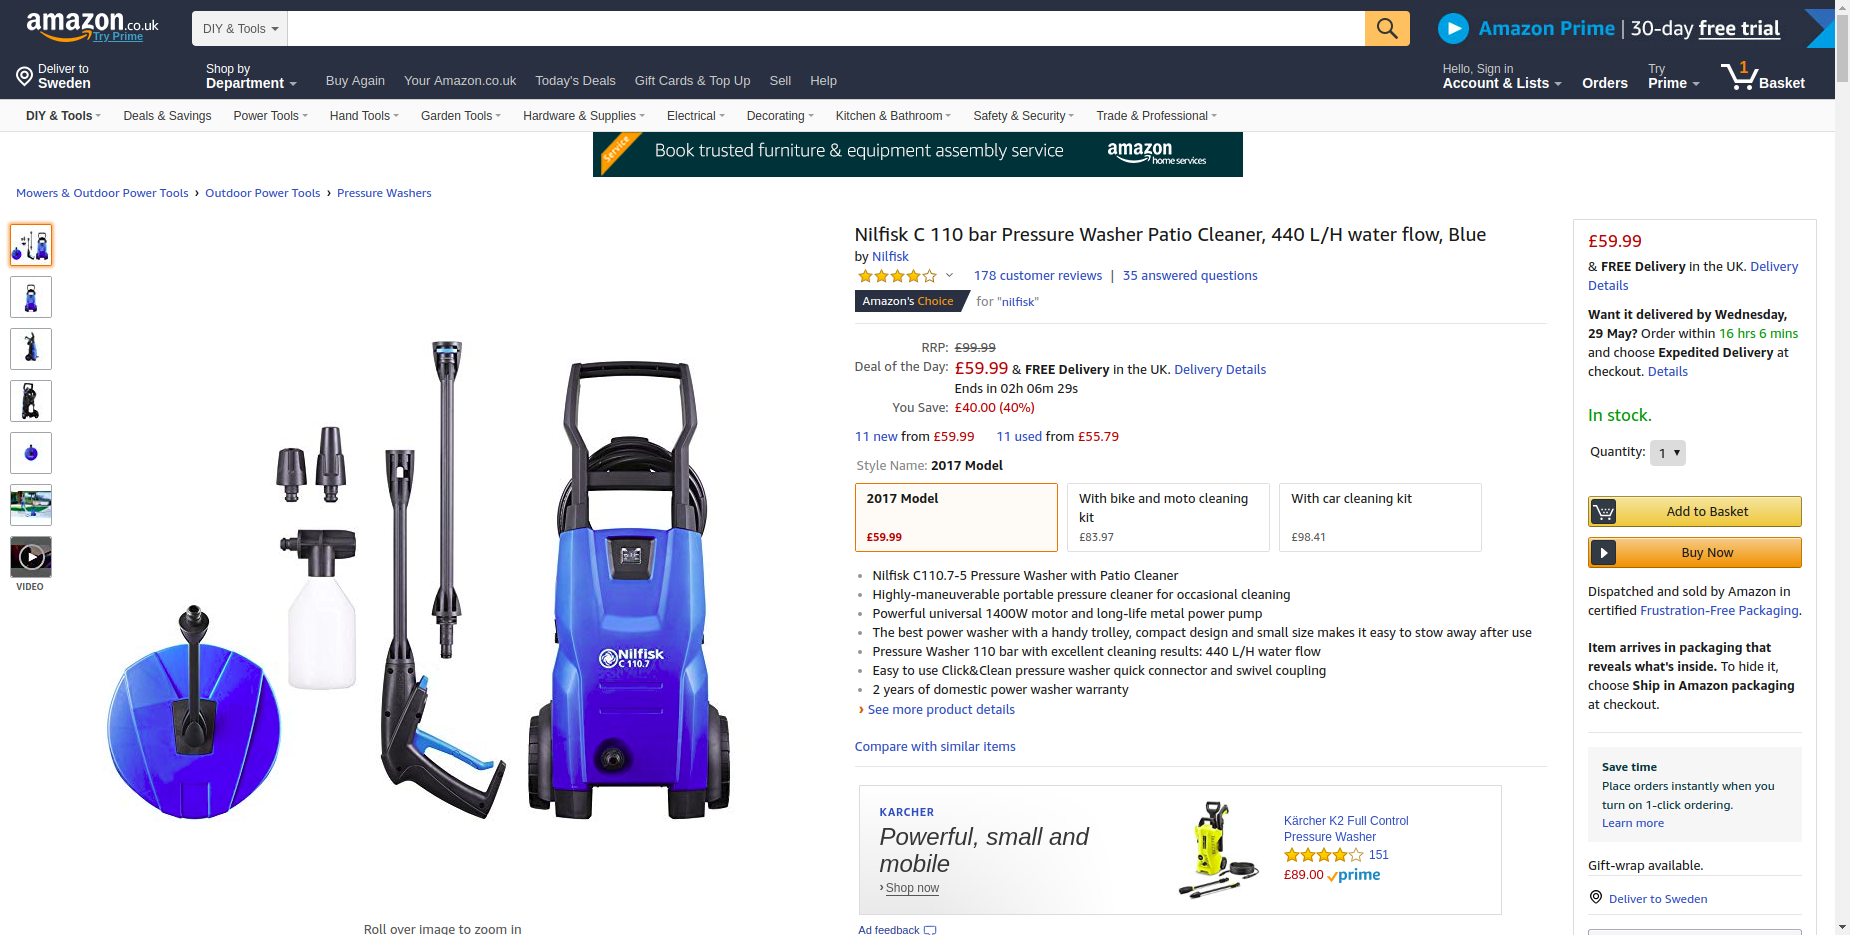 amazon.co.uk
Try Prime
DIY & Tools
Amazon Prime | 30-day free trial
Deliver to
Sweden
Shop by
Department
Buy Again
Your Amazon.co.uk
Today's Deals
Gift Cards & Top Up
Sell
Help
Hello, Sign in
Account & Lists
Orders
Try
Prime
1
Basket
DIY & Tools
Deals & Savings
Power Tools
Hand Tools
Garden Tools
Hardware & Supplies
Electrical
Decorating
Kitchen & Bathroom
Safety & Security
Trade & Professional
Service
Book trusted furniture & equipment assembly service
amazon
home services
Mowers & Outdoor Power Tools › Outdoor Power Tools › Pressure Washers
VIDEO
Nilfisk
C 110.7
Roll over image to zoom in
Nilfisk C 110 bar Pressure Washer Patio Cleaner, 440 L/H water flow, Blue
by Nilfisk
178 customer reviews | 35 answered questions
Amazon's Choice for "nilfisk"
RRP: £99.99
Deal of the Day: £59.99 & FREE Delivery in the UK. Delivery Details
Ends in 02h 06m 29s
You Save: £40.00 (40%)
11 new from £59.99 11 used from £55.79
Style Name: 2017 Model
2017 Model
£59.99
With bike and moto cleaning
kit
£83.97
With car cleaning kit
£98.41
Nilfisk C110.7-5 Pressure Washer with Patio Cleaner
Highly-maneuverable portable pressure cleaner for occasional cleaning
Powerful universal 1400W motor and long-life metal power pump
The best power washer with a handy trolley, compact design and small size makes it easy to stow away after use
Pressure Washer 110 bar with excellent cleaning results: 440 L/H water flow
Easy to use Click&Clean pressure washer quick connector and swivel coupling
2 years of domestic power washer warranty
› See more product details
Compare with similar items
KARCHER
Powerful, small and
mobile
› Shop now
Kärcher K2 Full Control
Pressure Washer
151
£89.00 prime
Ad feedback
£59.99
& FREE Delivery in the UK. Delivery
Details
Want it delivered by Wednesday,
29 May? Order within 16 hrs 6 mins
and choose Expedited Delivery at
checkout. Details
In stock.
Quantity: 1
Add to Basket
Buy Now
Dispatched and sold by Amazon in
certified Frustration-Free Packaging.
Item arrives in packaging that
reveals what's inside. To hide it,
choose Ship in Amazon packaging
at checkout.
Save time
Place orders instantly when you
turn on 1-click ordering.
Learn more
Gift-wrap available.
Deliver to Sweden